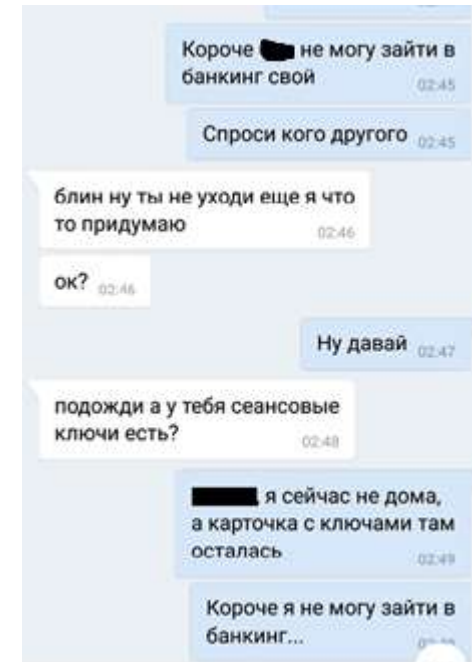 Короче не могу зайти в
банкинг свой
02:45
Спроси кого другого 02:45
блин ну ты не уходи еще я что
то придумаю
02:46
ок? 02:46
Ну давай 02:47
подожди а у тебя сеансовые
ключи есть?
02:48
я сейчас не дома,
а карточка с ключами там
осталась
02:49
Короче я не могу зайти в
банкинг...